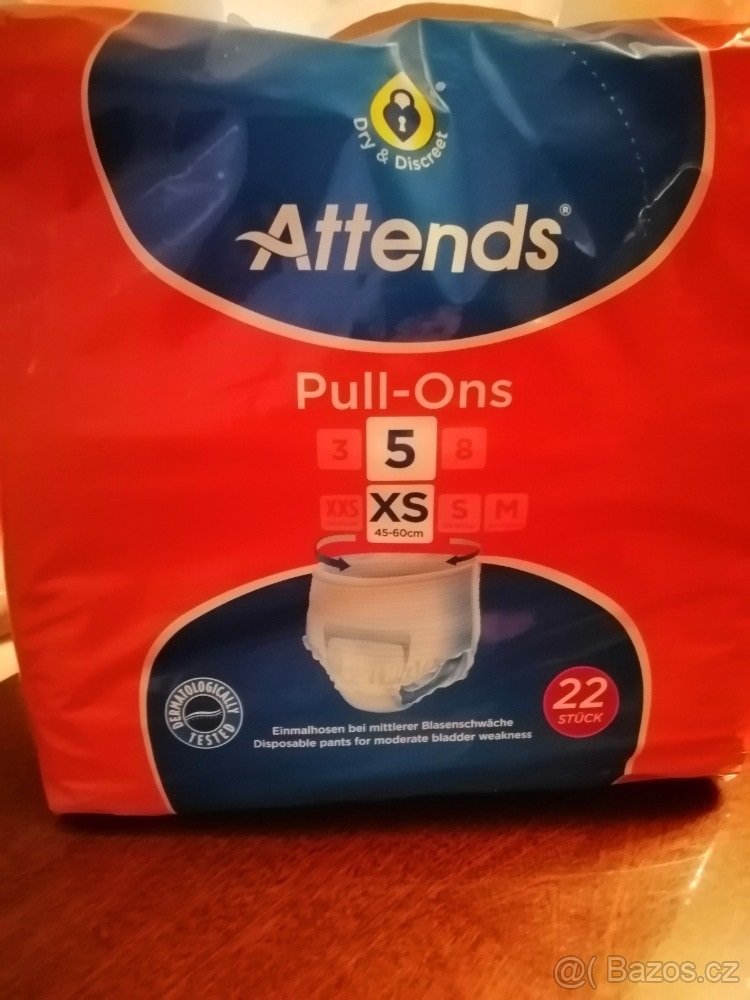 Dry & Discreet®
Attends®
Pull-Ons
3 5 8
XXS XS S M
45-60cm
DERMATOLOGICALLY TESTED
22
STÜCK
Einmalhosen bei mittlerer Blasenschwäche
Disposable pants for moderate bladder weakness
@( Bazos.cz